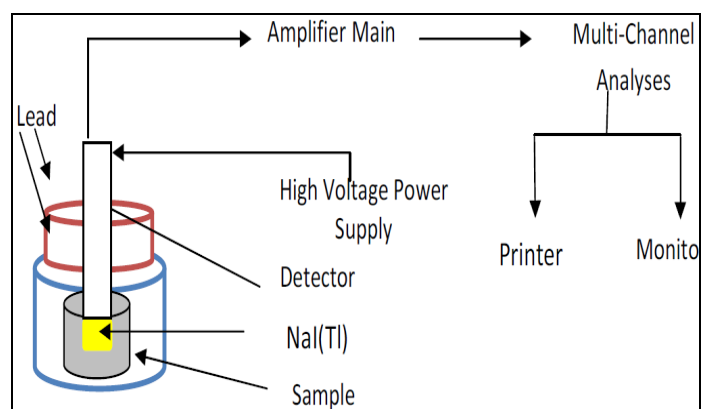 Amplifier Main
Multi-Channel
Analyses
Lead
High Voltage Power
Supply
Printer
Monito
Detector
NaI(Tl)
Sample